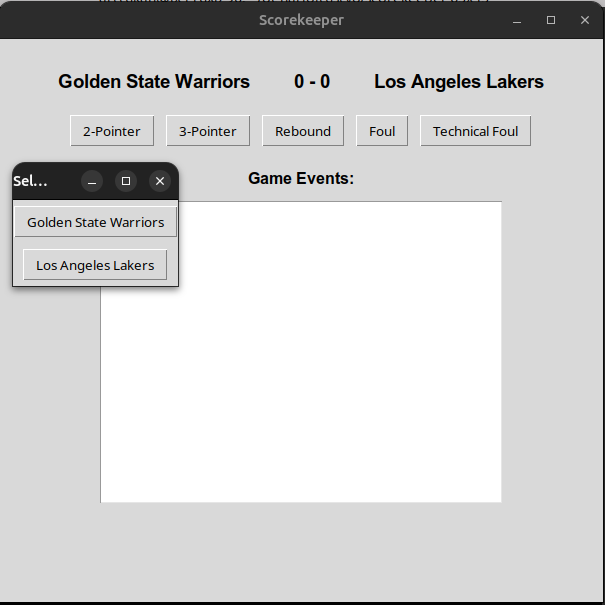 Scorekeeper
Golden State Warriors 0 - 0 Los Angeles Lakers
2-Pointer 3-Pointer Rebound Foul Technical Foul
Sel...
Game Events:
Golden State Warriors
Los Angeles Lakers